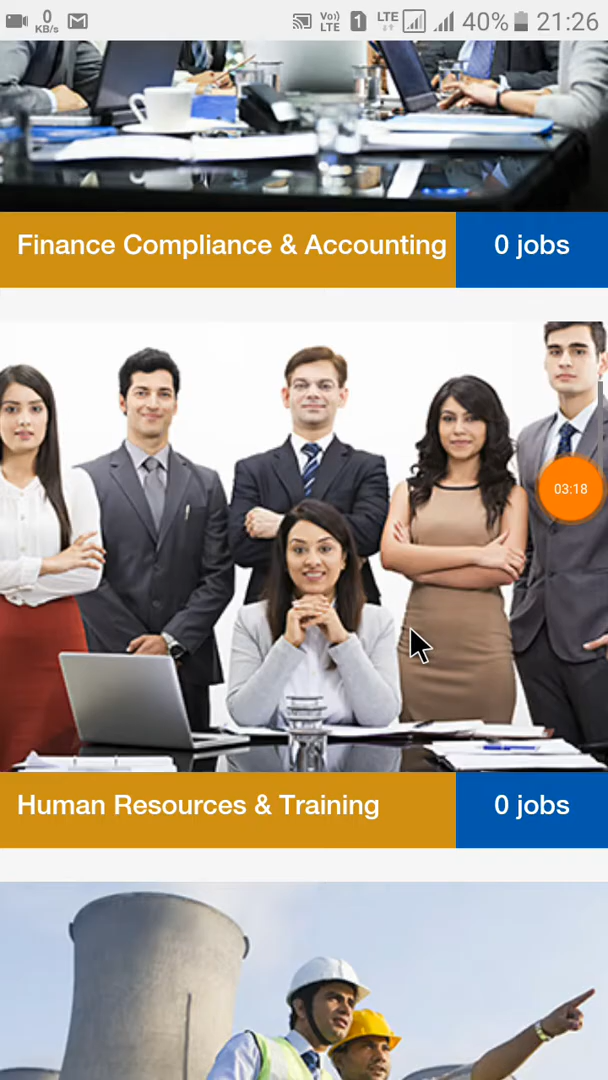 0 KB/s Vo)) LTE 1 LTE 40% 21:26
Finance Compliance & Accounting 0 jobs
03:18
Human Resources & Training 0 jobs